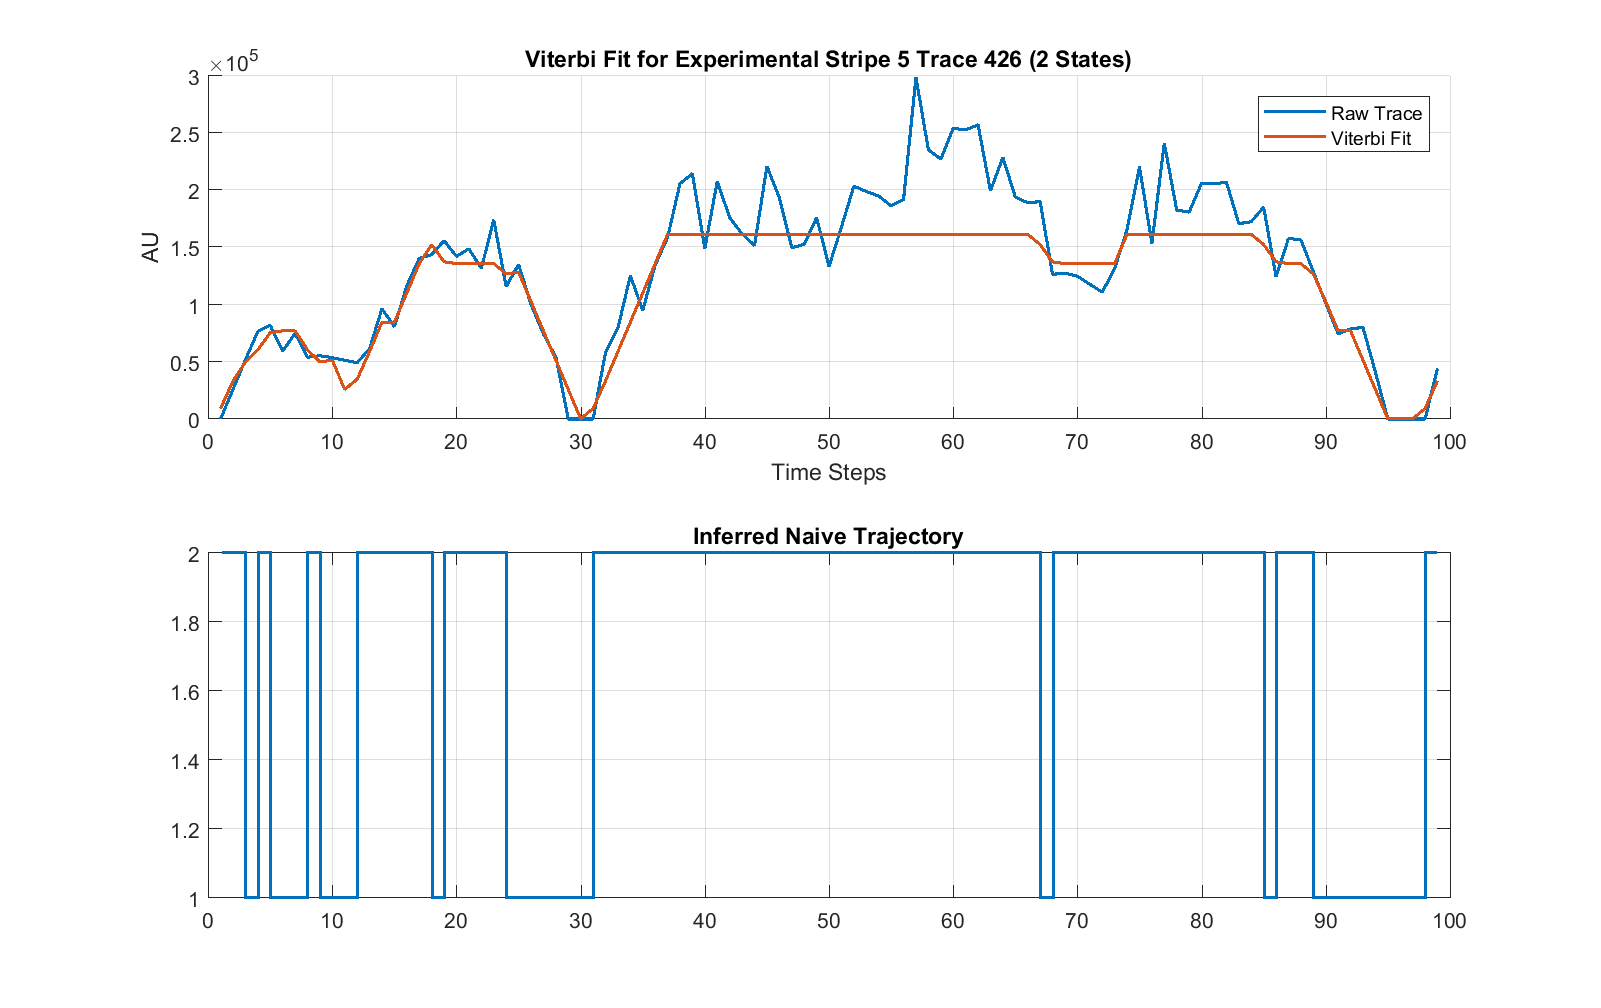 Viterbi Fit for Experimental Stripe 5 Trace 426 (2 States)
×10^5
3
2.5
2
1.5
1
0.5
0
AU
Raw Trace
Viterbi Fit
0 10 20 30 40 50 60 70 80 90 100
Time Steps
Inferred Naive Trajectory
2
1.8
1.6
1.4
1.2
1
0 10 20 30 40 50 60 70 80 90 100